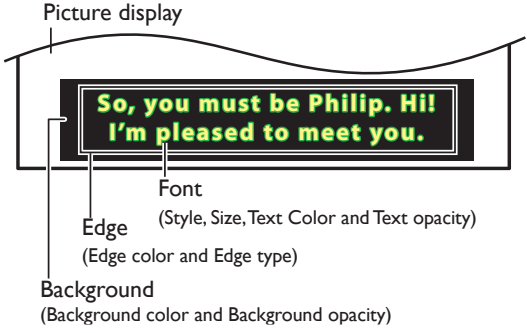 Picture display
So, you must be Philip. Hi!
I'm pleased to meet you.
Font
(Style, Size, Text Color and Text opacity)
Edge
(Edge color and Edge type)
Background
(Background color and Background opacity)